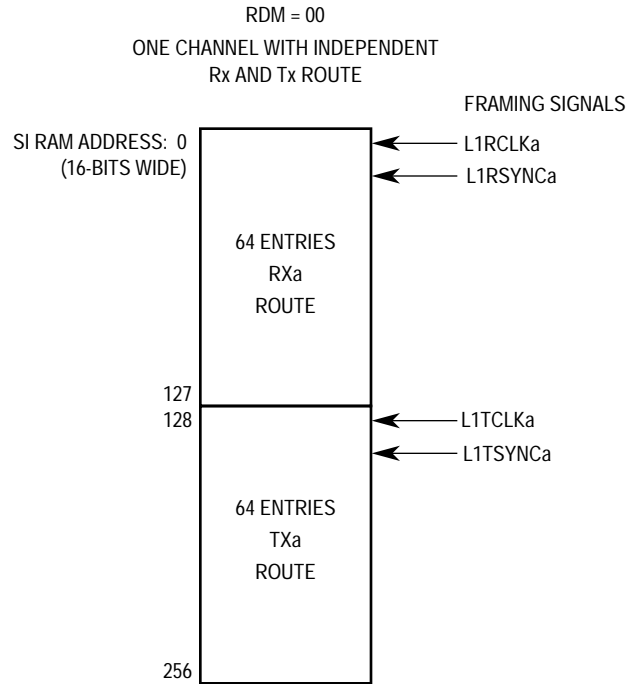 RDM = 00
ONE CHANNEL WITH INDEPENDENT
Rx AND Tx ROUTE
FRAMING SIGNALS
SI RAM ADDRESS: 0
(16-BITS WIDE)
L1RCLKa
L1RSYNCa
64 ENTRIES
RXa
ROUTE
127
128
L1TCLKa
L1TSYNCa
64 ENTRIES
TXa
ROUTE
256